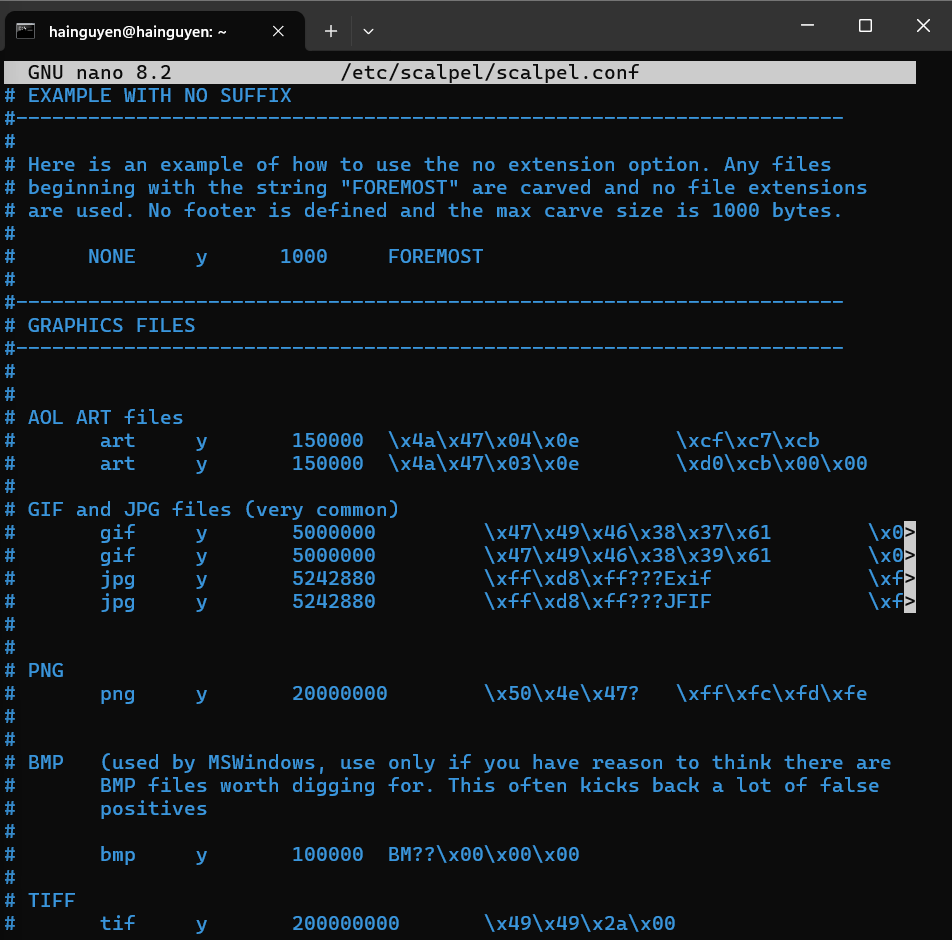 hainguyen@hainguyen: ~
GNU nano 8.2 /etc/scalpel/scalpel.conf
# EXAMPLE WITH NO SUFFIX
#---------------------------------------------------------------------
#
# Here is an example of how to use the no extension option. Any files
# beginning with the string "FOREMOST" are carved and no file extensions
# are used. No footer is defined and the max carve size is 1000 bytes.
#
#      NONE     y      1000     FOREMOST
#
#---------------------------------------------------------------------
# GRAPHICS FILES
#---------------------------------------------------------------------
#
#
# AOL ART files
#       art     y       150000  \x4a\x47\x04\x0e        \xcf\xc7\xcb
#       art     y       150000  \x4a\x47\x03\x0e        \xd0\xcb\x00\x00
#
# GIF and JPG files (very common)
#       gif     y       5000000         \x47\x49\x46\x38\x37\x61        \x0>
#       gif     y       5000000         \x47\x49\x46\x38\x39\x61        \x0>
#       jpg     y       5242880         \xff\xd8\xff???Exif             \xf>
#       jpg     y       5242880         \xff\xd8\xff???JFIF             \xf>
#
#
# PNG
#       png     y       20000000        \x50\x4e\x47?   \xff\xfc\xfd\xfe
#
#
# BMP   (used by MSWindows, use only if you have reason to think there are
#       BMP files worth digging for. This often kicks back a lot of false
#       positives
#
#       bmp     y       100000  BM??\x00\x00\x00
#
# TIFF
#       tif     y       200000000       \x49\x49\x2a\x00